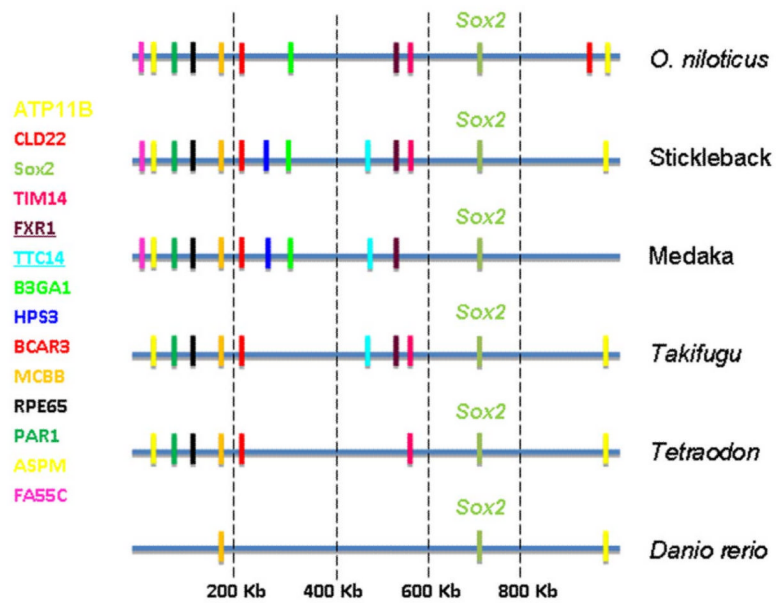 Sox2
O. niloticus
ATP11B
Sox2
CLD22
Stickleback
Sox2
TIM14
Sox2
FXR1
Medaka
TTC14
B3GA1
Sox2
HPS3
BCAR3
Takifugu
MCBB
RPE65
Sox2
PAR1
Tetraodon
ASPM
FA55C
Sox2
Danio rerio
200 Kb 400 Kb 600 Kb 800 Kb